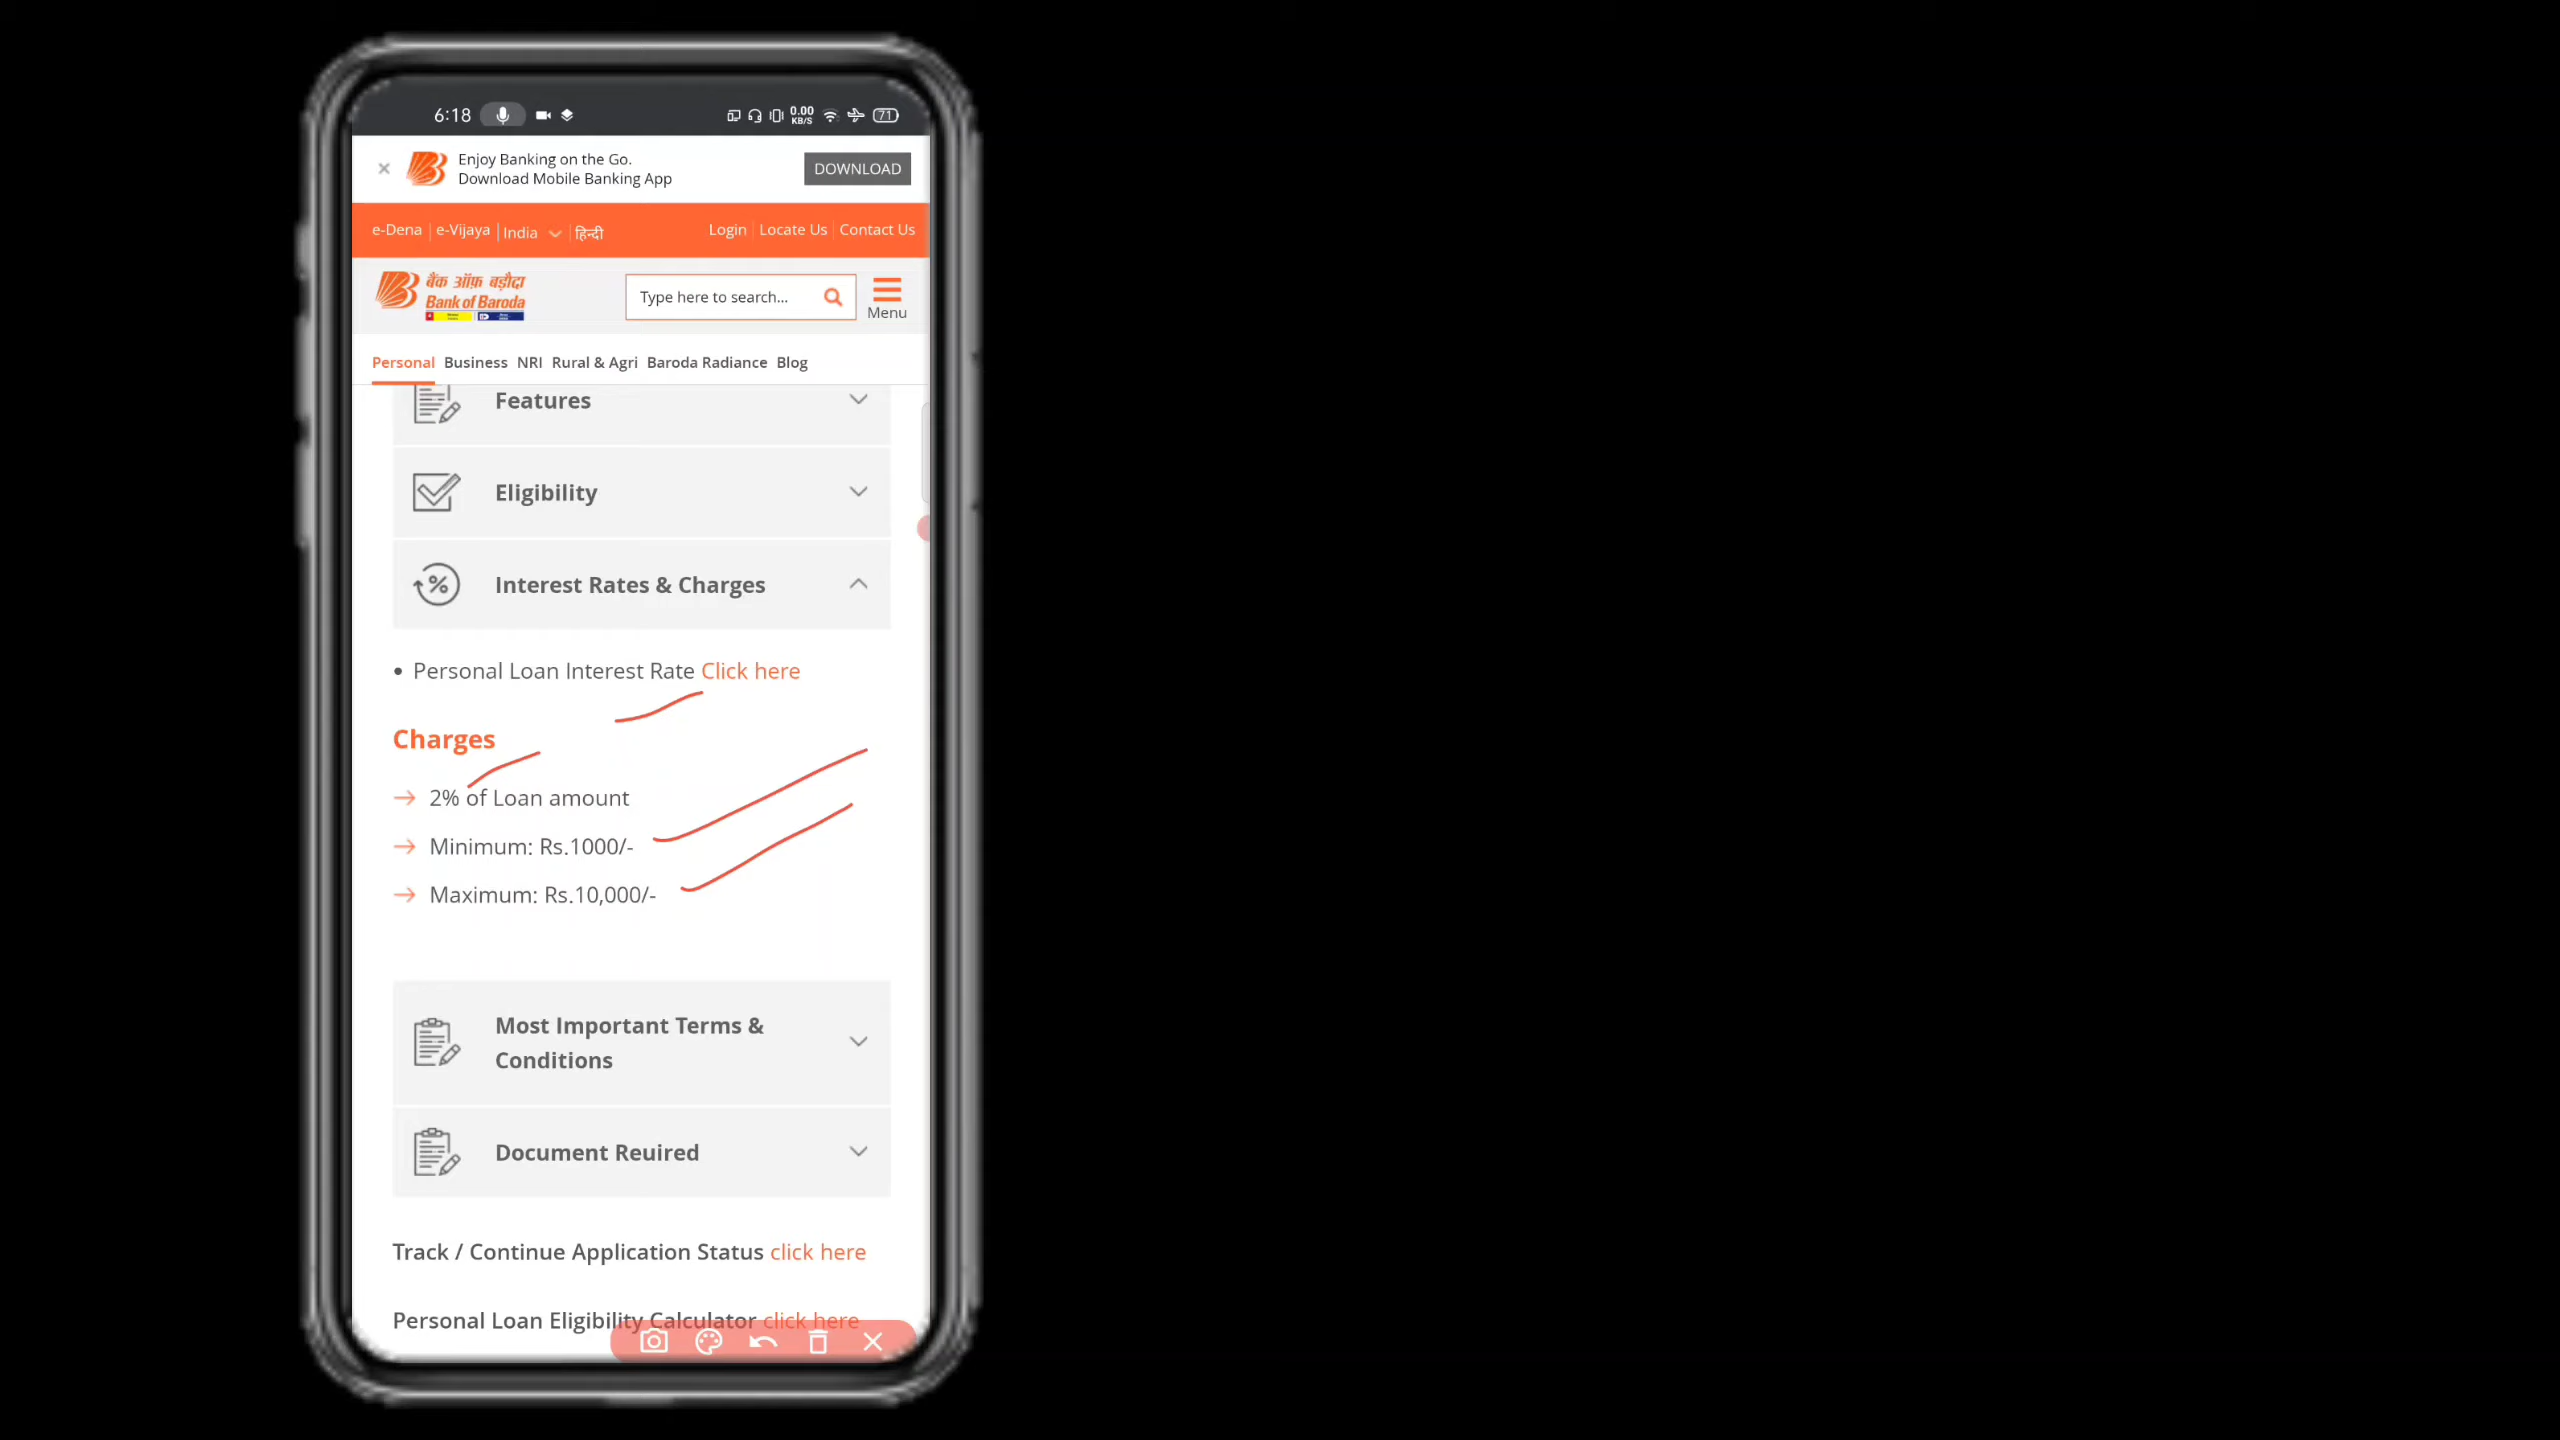 6:18 0.00 KB/S 71
Enjoy Banking on the Go.
Download Mobile Banking App
DOWNLOAD
e-Dena e-Vijaya India हिन्दी Login Locate Us Contact Us
बैंक ऑफ़ बड़ौदा
Bank of Baroda
Type here to search...
Menu
Personal Business NRI Rural & Agri Baroda Radiance Blog
Features
Eligibility
Interest Rates & Charges
• Personal Loan Interest Rate Click here
Charges
→ 2% of Loan amount
→ Minimum: Rs.1000/-
→ Maximum: Rs.10,000/-
Most Important Terms &
Conditions
Document Reuired
Track / Continue Application Status click here
Personal Loan Eligibility Calculator click here